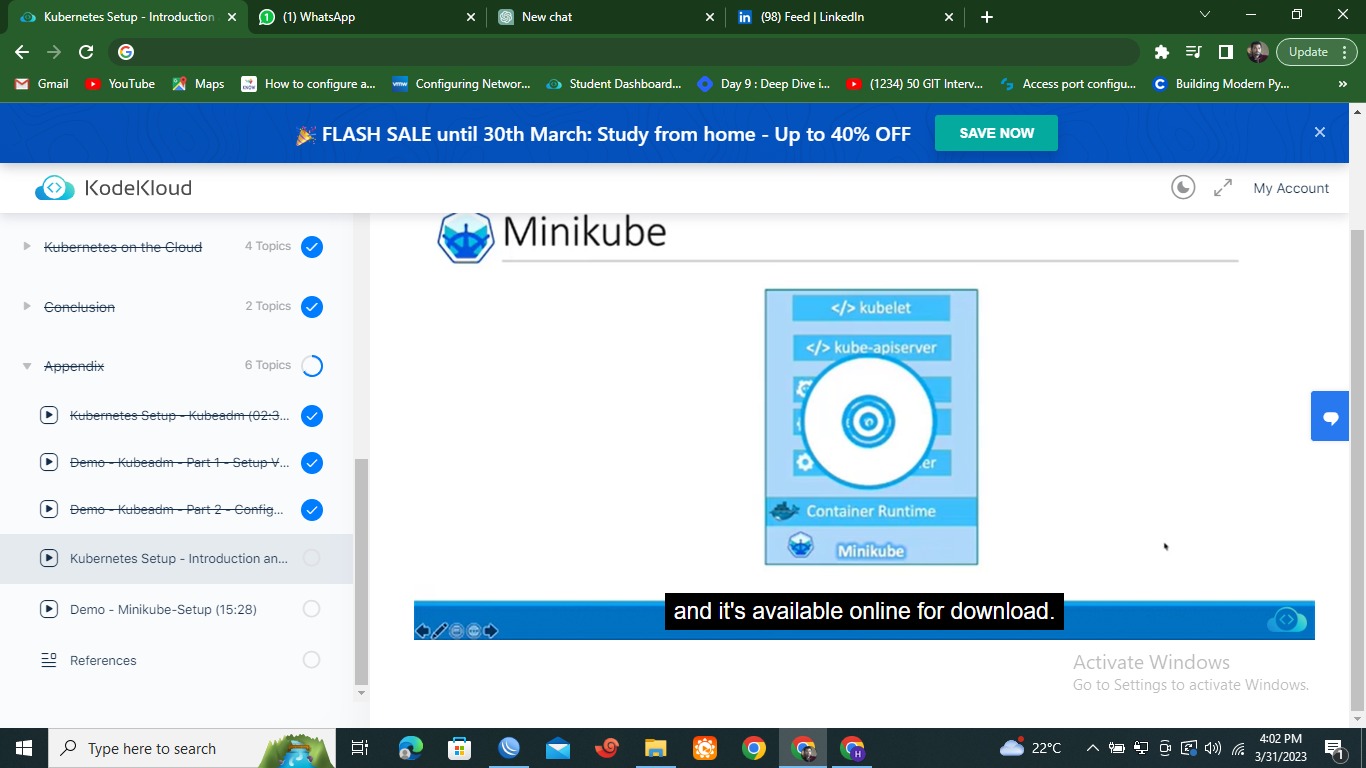 Kubernetes Setup - Introduction
(1) WhatsApp
New chat
(98) Feed | LinkedIn
Update
Gmail
YouTube
Maps
How to configure a...
Configuring Networ...
Student Dashboard...
Day 9 : Deep Dive i...
(1234) 50 GIT Interv...
Access port configu...
Building Modern Py...
FLASH SALE until 30th March: Study from home - Up to 40% OFF
SAVE NOW
KodeKloud
My Account
Kubernetes on the Cloud 4 Topics
Conclusion 2 Topics
Appendix 6 Topics
Kubernetes Setup - Kubeadm (02:3...
Demo - Kubeadm - Part 1 - Setup V...
Demo - Kubeadm - Part 2 - Config...
Kubernetes Setup - Introduction an...
Demo - Minikube-Setup (15:28)
References
Minikube
</> kubelet
</> kube-apiserver
Container Runtime
Minikube
and it's available online for download.
Activate Windows
Go to Settings to activate Windows.
Type here to search
22°C
4:02 PM
3/31/2023